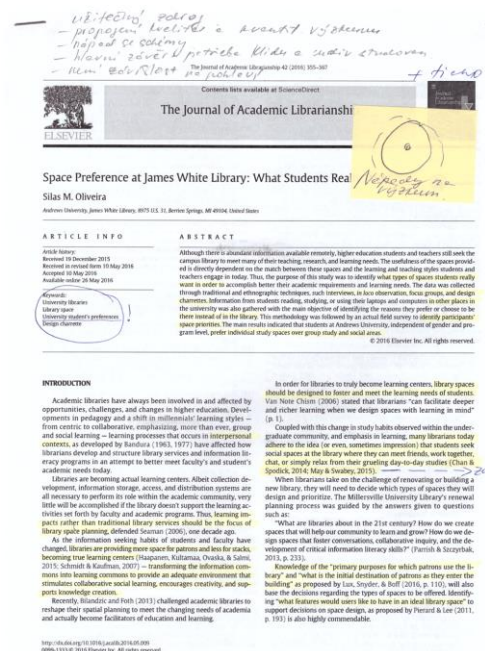 užitečný zdroj
- propojení kvalit. a kvantit výzkumu
- nápad se schémy
- hlavní závěr: potřeba klidu a indiv. studován
- není závislost na pohlaví
+ ticho
The Journal of Academic Librarianship 42 (2016) 355–367
Contents lists available at ScienceDirect
The Journal of Academic Librarianshi
ELSEVIER
Nápady na
výzkum.
Space Preference at James White Library: What Students Real
Silas M. Oliveira
Andrews University, James White Library, 8975 U.S. 31, Berrien Springs, MI 49104, United States
ARTICLE INFO
Article history:
Received 19 December 2015
Received in revised form 19 May 2016
Accepted 10 May 2016
Available online 26 May 2016
Keywords:
University libraries
Library space
University student's preferences
Design charrette
!
ABSTRACT
Although there is abundant information available remotely, higher education students and teachers still seek the
campus library to meet many of their teaching, research, and learning needs. The usefulness of the spaces provid-
ed is directly dependent on the match between these spaces and the learning and teaching styles students and
teachers engage in today. Thus, the purpose of this study was to identify what types of spaces students really
want in order to accomplish better their academic requirements and learning needs. The data was collected
through traditional and ethnographic techniques, such interviews, in loco observation, focus groups, and design
charrettes. Information from students reading, studying, or using their laptops and computers in other places in
the university was also gathered with the main objective of identifying the reasons they prefer or choose to be
there instead of in the library. This methodology was followed by an actual field survey to identify participants'
space priorities. The main results indicated that students at Andrews University, independent of gender and pro-
gram level, prefer individual study spaces over group study and social areas.
© 2016 Elsevier Inc. All rights reserved.
INTRODUCTION
Academic libraries have always been involved in and affected by
opportunities, challenges, and changes in higher education. Devel-
opments in pedagogy and a shift in millennials' learning styles –
from centric to collaborative, emphasizing, more than ever, group
and social learning — learning processes that occurs in interpersonal
contexts, as developed by Bandura (1963, 1977) have affected how
libraries develop and structure library services and information lit-
eracy programs in an attempt to better meet faculty's and student's
academic needs today.
Libraries are becoming actual learning centers. Albeit collection de-
velopment, information storage, access, and distribution systems are
all necessary to perform its role within the academic community, very
little will be accomplished if the library doesn't support the learning ac-
tivities set forth by faculty and academic programs. Thus, learning im-
pacts rather than traditional library services should be the focus of
library space planning, defended Seaman (2006), one decade ago.
As the information seeking habits of students and faculty have
changed, libraries are providing more space for patrons and less for stacks,
becoming true learning centers (Haapanen, Kultamaa, Ovaska, & Salmi,
2015; Schmidt & Kaufman, 2007) — transforming the information com-
mons into learning commons to provide an adequate environment that
stimulates collaborative social learning, encourages creativity, and sup-
ports knowledge creation.
Recently, Bilandzic and Foth (2013) challenged academic libraries to
reshape their spatial planning to meet the changing needs of academia
and actually become facilitators of education and learning.
In order for libraries to truly become learning centers, library spaces
should be designed to foster and meet the learning needs of students.
Van Note Chism (2006) stated that libraries "can facilitate deeper
and richer learning when we design spaces with learning in mind"
(p. 1).
Coupled with this change in study habits observed within the under-
graduate community, and emphasis in learning, many librarians today
adhere to the idea (or even, sometimes impression) that students seek
social spaces at the library where they can meet friends, work together,
chat, or simply relax from their grueling day-to-day studies (Chan &
Spodick, 2014; May & Swabey, 2015).
When librarians take on the challenge of renovating or building a
new library, they will need to decide which types of spaces they will
design and prioritize. The Millersville University Library's renewal
planning process was guided by the answers given to questions
such as:
"What are libraries about in the 21st century? How do we create
spaces that will help our community to learn and grow? How do we de-
sign spaces that foster conversations, collaborative inquiry, and the de-
velopment of critical information literacy skills?" (Parrish & Szczyrbak,
2013, p. 233).
Knowledge of the "primary purposes for which patrons use the li-
brary" and "what is the initial destination of patrons as they enter the
building" as proposed by Lux, Snyder, & Boff (2016, p. 110), will also
base the decisions regarding the types of spaces to be offered. Identify-
ing "what features would users like to have in an ideal library space" to
support decisions on space design, as proposed by Pierard & Lee (2011,
p. 193) is also highly commendable.
http://dx.doi.org/10.1016/j.acalib.2016.05.009
0099-1333/© 2016 Elsevier Inc. All rights reserved.